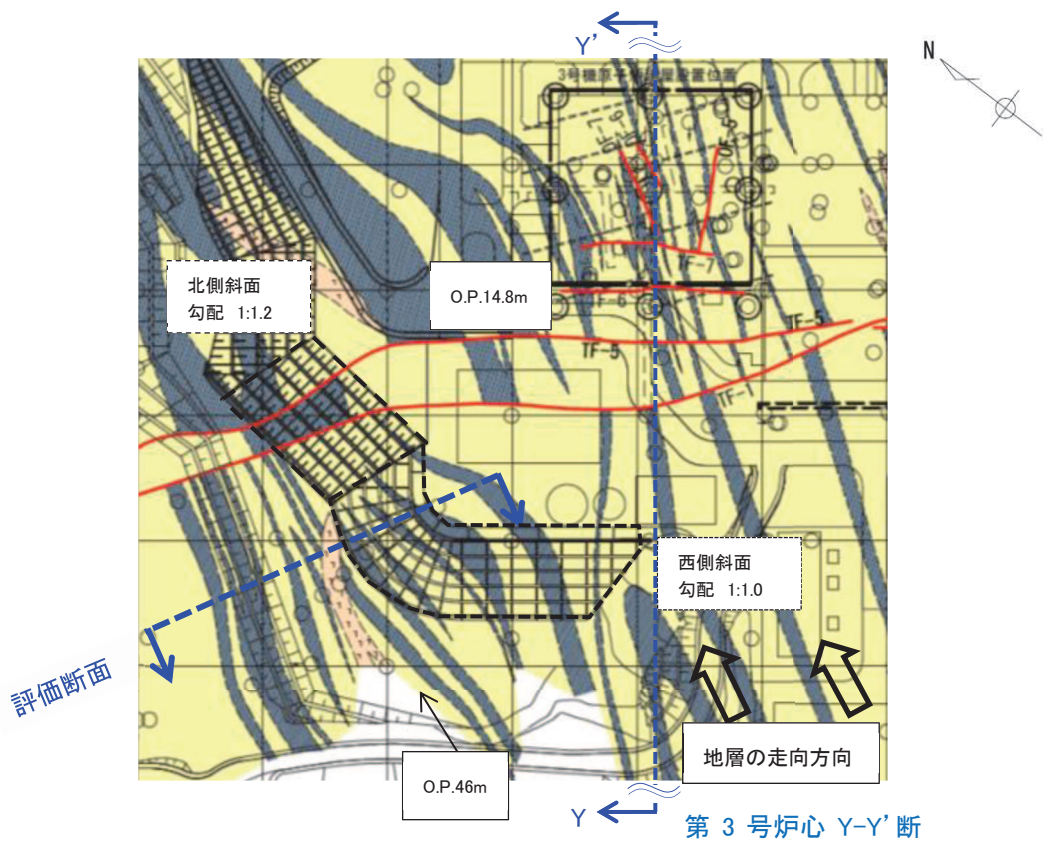 Y'
N
3号機原子炉建屋設置位置
北側斜面
勾配 1:1.2
O.P.14.8m
TF-7
TF-5
TF-5
TF-1
西側斜面
勾配 1:1.0
評価断面
地層の走向方向
O.P.46m
Y
第 3 号炉心 Y-Y' 断